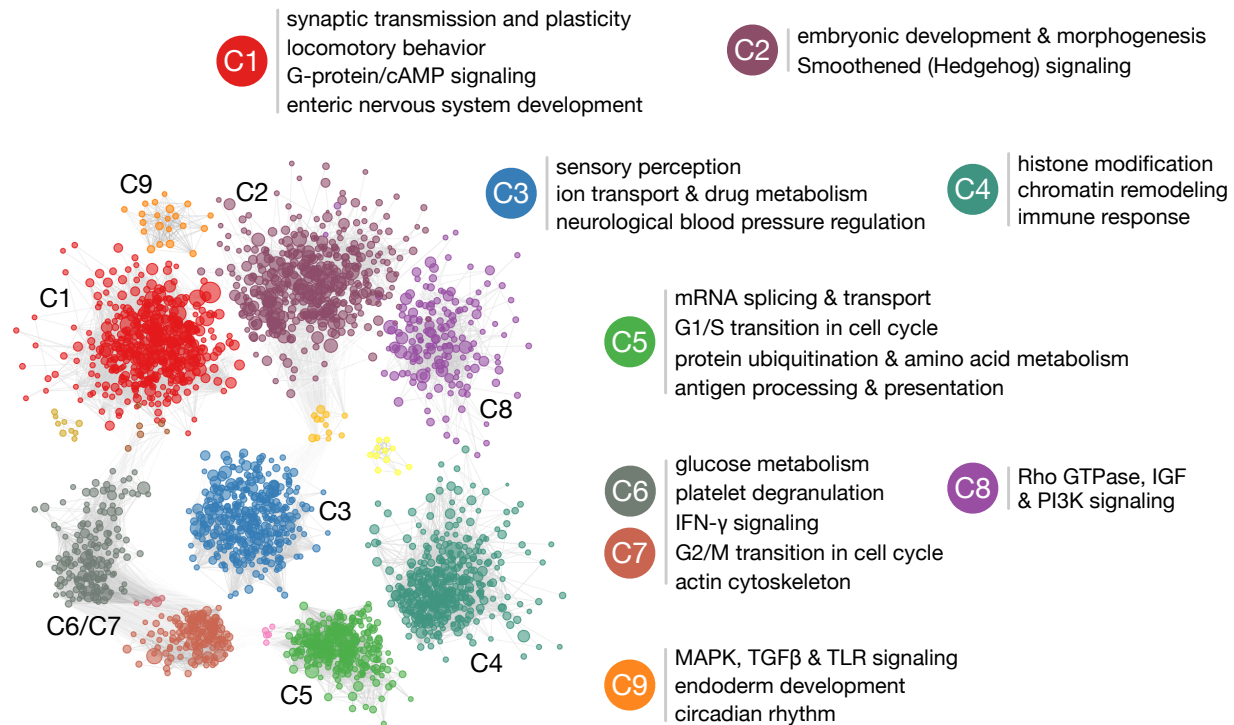 C1
synaptic transmission and plasticity
locomotory behavior
G-protein/cAMP signaling
enteric nervous system development
C2
embryonic development & morphogenesis
Smoothened (Hedgehog) signaling
C3
sensory perception
ion transport & drug metabolism
neurological blood pressure regulation
C4
histone modification
chromatin remodeling
immune response
C9
C2
C1
C8
C3
C6/C7
C4
C5
C5
mRNA splicing & transport
G1/S transition in cell cycle
protein ubiquitination & amino acid metabolism
antigen processing & presentation
C6
C7
glucose metabolism
platelet degranulation
IFN-γ signaling
G2/M transition in cell cycle
actin cytoskeleton
C8
Rho GTPase, IGF
& PI3K signaling
C9
MAPK, TGFβ & TLR signaling
endoderm development
circadian rhythm